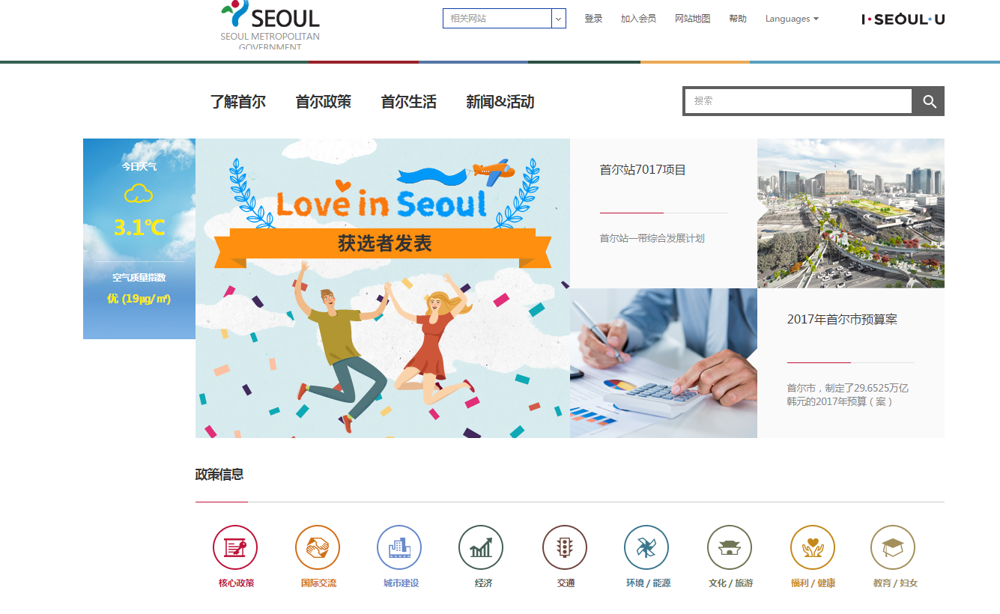 SEOUL
SEOUL METROPOLITAN
GOVERNMENT
相关网站
登录
加入会员
网站地图
帮助
Languages
I·SEOUL·U
了解首尔
首尔政策
首尔生活
新闻&活动
搜索
今日天气
3.1℃
空气质量指数
优 (19㎍/㎥)
Love in Seoul
获选者发表
首尔站7017项目
首尔站一带综合发展计划
2017年首尔市预算案
首尔市，制定了29.6525万亿
韩元的2017年预算（案）
政策信息
核心政策
国际交流
城市建设
经济
交通
环境 / 能源
文化 / 旅游
福利 / 健康
教育 / 妇女